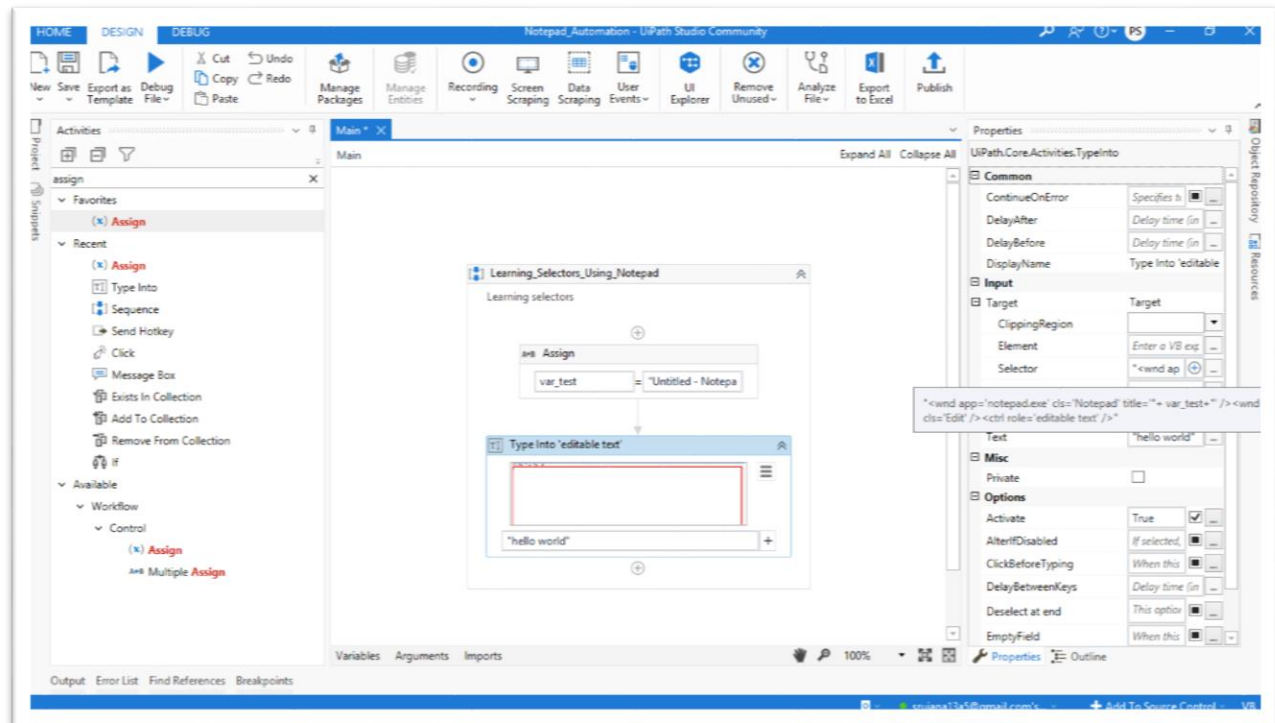 HOME DESIGN DEBUG
Notepad_Automation - UiPath Studio Community
PS
New Save Export as Template Debug File
Cut Undo
Copy Redo
Paste
Manage Packages
Manage Entities
Recording
Screen Scraping
Data Scraping
User Events
UI Explorer
Remove Unused
Analyze File
Export to Excel
Publish
Project
Snippets
Activities
assign
Favorites
(x) Assign
Recent
(x) Assign
Type Into
Sequence
Send Hotkey
Click
Message Box
Exists In Collection
Add To Collection
Remove From Collection
If
Available
Workflow
Control
(x) Assign
A*B Multiple Assign
Main *
Main Expand All Collapse All
Learning_Selectors_Using_Notepad
Learning selectors
A*B Assign
var_test = "Untitled - Notepa
Type Into 'editable text'
"hello world"
Variables Arguments Imports
100%
Properties
UiPath.Core.Activities.TypeInto
Common
ContinueOnError Specifies t
DelayAfter Delay time (in
DelayBefore Delay time (in
DisplayName Type Into 'editable
Input
Target Target
ClippingRegion
Element Enter a VB exp
Selector "<wnd ap
"<wnd app='notepad.exe' cls='Notepad' title='"+ var_test+"' /><wnd
cls='Edit' /><ctrl role='editable text' />"
Text "hello world"
Misc
Private
Options
Activate True
AlterIfDisabled If selected,
ClickBeforeTyping When this
DelayBetweenKeys Delay time (in
Deselect at end This option
EmptyField When this
Properties Outline
Object Repository
Resources
Output Error List Find References Breakpoints
srujana13a5@gmail.com's...
Add To Source Control VB